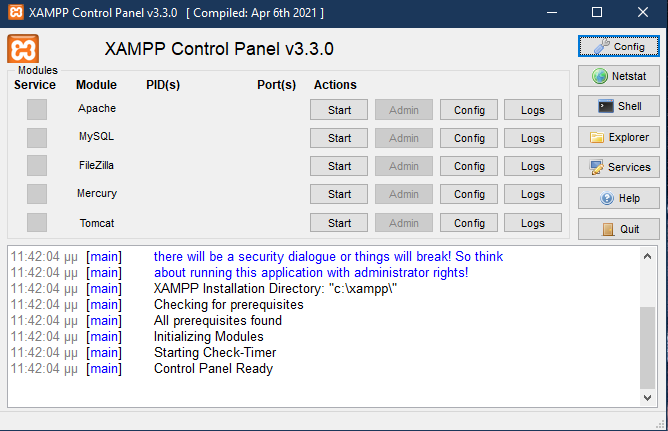 XAMPP Control Panel v3.3.0 [ Compiled: Apr 6th 2021 ]
XAMPP Control Panel v3.3.0
Config
Modules
Service Module PID(s) Port(s) Actions
Netstat
Apache Start Admin Config Logs
Shell
MySQL Start Admin Config Logs
Explorer
FileZilla Start Admin Config Logs
Services
Mercury Start Admin Config Logs
Help
Tomcat Start Admin Config Logs
Quit
11:42:04 μμ [main] there will be a security dialogue or things will break! So think
11:42:04 μμ [main] about running this application with administrator rights!
11:42:04 μμ [main] XAMPP Installation Directory: "c:\xampp\"
11:42:04 μμ [main] Checking for prerequisites
11:42:04 μμ [main] All prerequisites found
11:42:04 μμ [main] Initializing Modules
11:42:04 μμ [main] Starting Check-Timer
11:42:04 μμ [main] Control Panel Ready